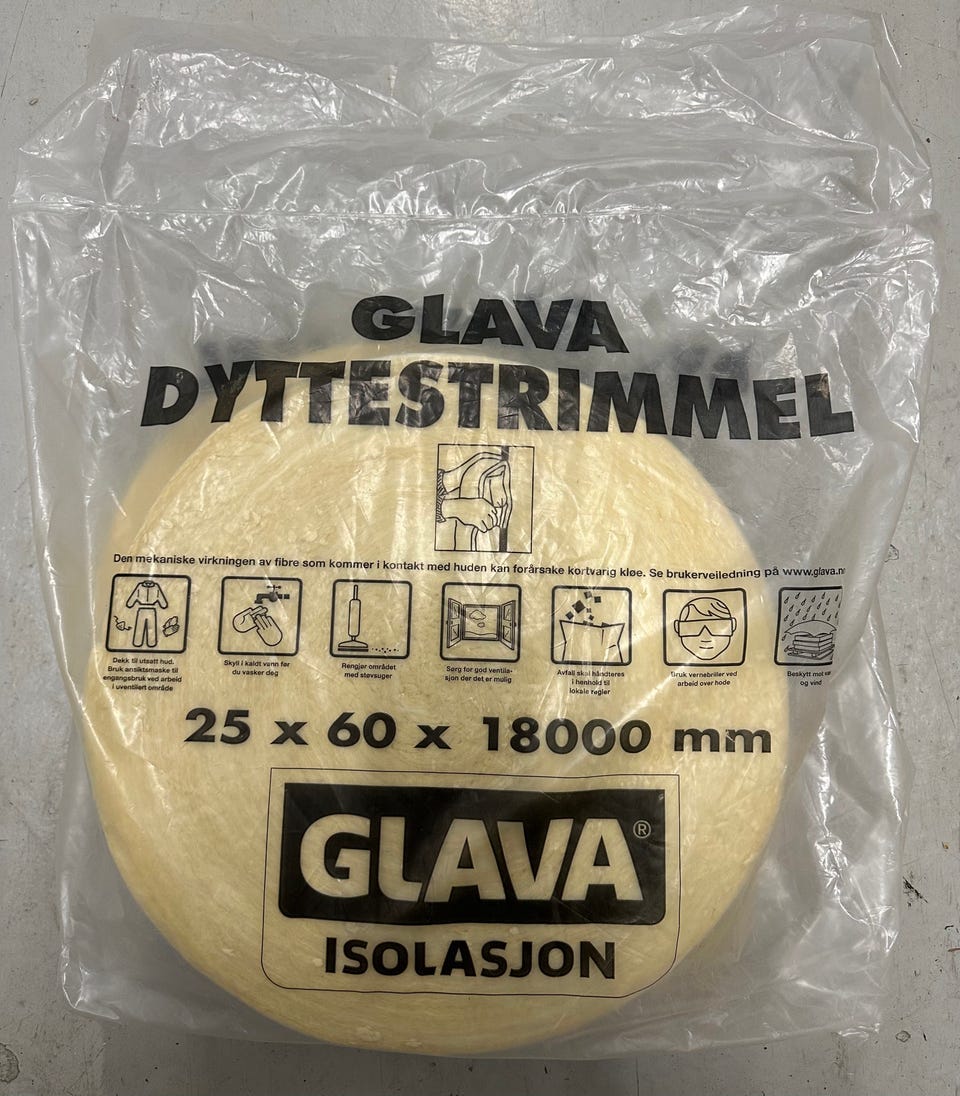 GLAVA
DYTTESTRIMMEL
Den mekaniske virkningen av fibre som kommer i kontakt med huden kan forårsake kortvarig kløe. Se brukerveiledning på www.glava.n
Dekk til utsatt hud.
Bruk ansiktsmaske til
engangsbruk ved arbeid
i uventilert område
Skyll i kaldt vann før
du vasker deg
Rengjør området
med støvsuger
Sørg for god ventila-
sjon der det er mulig
Avfall skal håndteres
i henhold til
lokale regler
Bruk vernebriller ved
arbeid over hode
Beskytt mot
og vind
25 x 60 x 18000 mm
GLAVA®
ISOLASJON